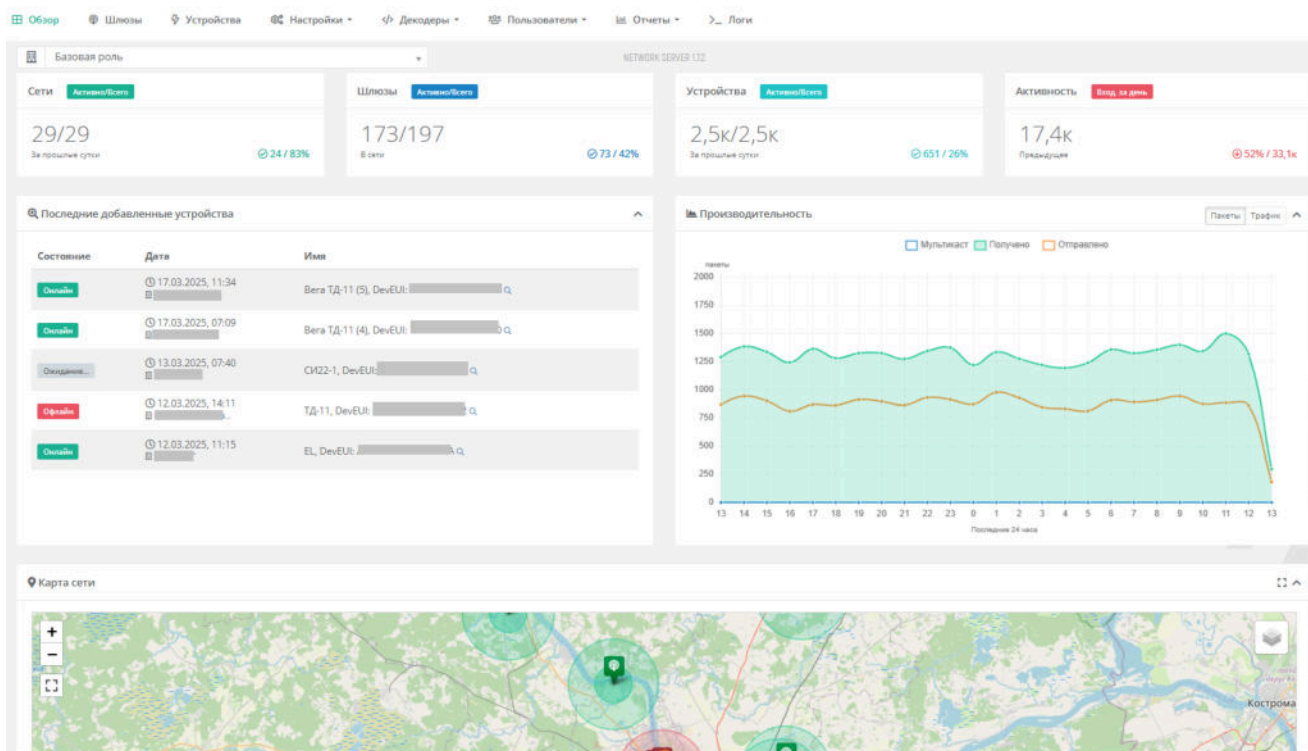 Обзор Шлюзы Устройства Настройки Декодеры Пользователи Отчеты >_ Логи
Базовая роль
NETWORK SERVER 1.2.2
Сети Активно/Всего
29/29
За прошлые сутки
24 / 83%
Шлюзы Активно/Всего
173/197
В сети
73 / 42%
Устройства Активно/Всего
2,5к/2,5к
За прошлые сутки
651 / 26%
Активность Вход. за день
17,4к
Предыдущее
52% / 33,1к
Последние добавленные устройства
Состояние Дата Имя
Онлайн 17.03.2025, 11:34 Вега ТД-11 (5), DevEUI:
Онлайн 17.03.2025, 07:09 Вега ТД-11 (4), DevEUI:
Ожидание... 13.03.2025, 07:40 СИ22-1, DevEUI:
Офлайн 12.03.2025, 14:11 ТД-11, DevEUI:
Онлайн 12.03.2025, 11:15 EL, DevEUI:
Производительность
Пакеты Трафик
Мультикаст Получено Отправлено
пакеты
2000
1750
1500
1250
1000
750
500
250
0
13 14 15 16 17 18 19 20 21 22 23 0 1 2 3 4 5 6 7 8 9 10 11 12 13
Последние 24 часа
Карта сети
+
−
Кострома